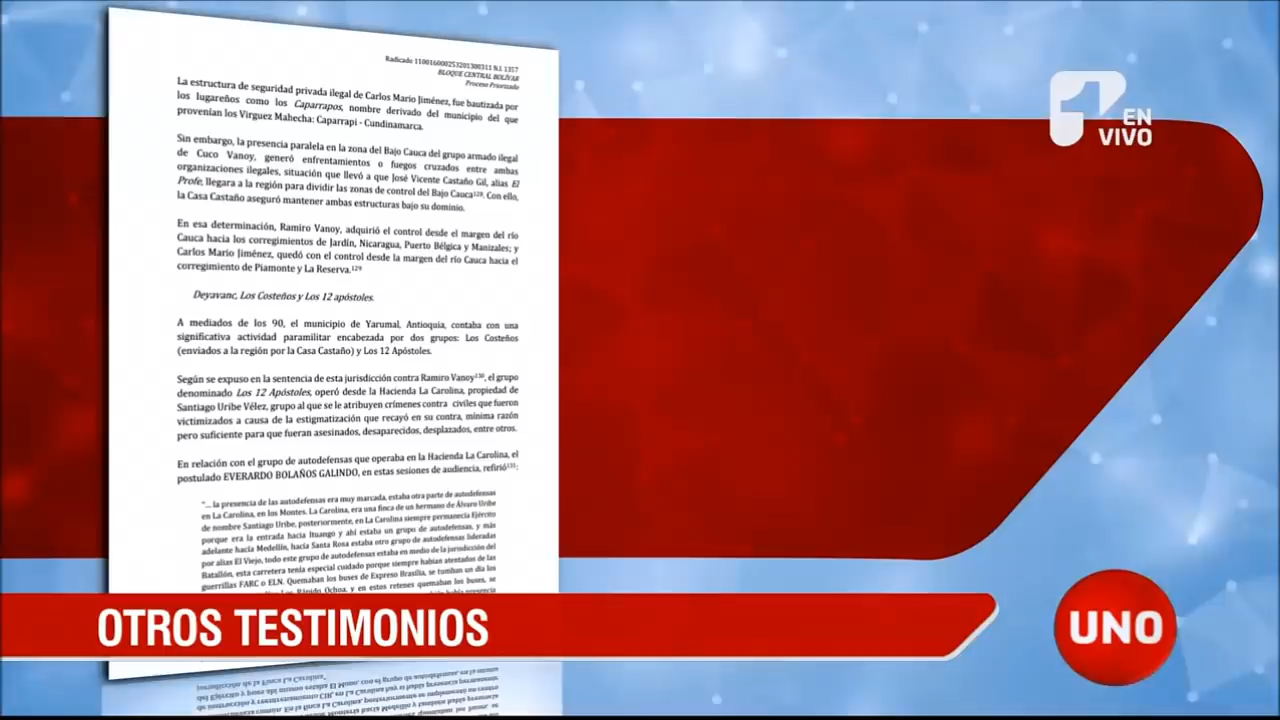 Radicado 110016000253201300311 N.I. 1357
BLOQUE CENTRAL BOLÍVAR
Proceso Priorizado
La estructura de seguridad privada ilegal de Carlos Mario Jiménez, fue bautizada por
los lugareños como los Caparrapos, nombre derivado del municipio del que
provenían los Virguez Mahecha: Caparrapi - Cundinamarca.
Sin embargo, la presencia paralela en la zona del Bajo Cauca del grupo armado ilegal
de Cuco Vanoy, generó enfrentamientos o fuegos cruzados entre ambas
organizaciones ilegales, situación que llevó a que José Vicente Castaño Gil, alias El
Profe, llegara a la región para dividir las zonas de control del Bajo Cauca¹²⁸. Con ello,
la Casa Castaño aseguró mantener ambas estructuras bajo su dominio.
En esa determinación, Ramiro Vanoy, adquirió el control desde el margen del río
Cauca hacia los corregimientos de Jardín, Nicaragua, Puerto Bélgica y Manizales; y
Carlos Mario Jiménez, quedó con el control desde la margen del río Cauca hacia el
corregimiento de Piamonte y La Reserva.¹²⁹
Deyavanc, Los Costeños y Los 12 apóstoles.
A mediados de los 90, el municipio de Yarumal, Antioquia, contaba con una
significativa actividad paramilitar encabezada por dos grupos: Los Costeños
(enviados a la región por la Casa Castaño) y Los 12 Apóstoles.
Según se expuso en la sentencia de esta jurisdicción contra Ramiro Vanoy¹³⁰, el grupo
denominado Los 12 Apóstoles, operó desde la Hacienda La Carolina, propiedad de
Santiago Uribe Vélez, grupo al que se le atribuyen crímenes contra civiles que fueron
victimizados a causa de la estigmatización que recayó en su contra, mínima razón
pero suficiente para que fueran asesinados, desaparecidos, desplazados, entre otros.
En relación con el grupo de autodefensas que operaba en la Hacienda La Carolina, el
postulado EVERARDO BOLAÑOS GALINDO, en estas sesiones de audiencia, refirió¹³¹:
"... la presencia de las autodefensas era muy marcada, estaba otra parte de autodefensas
en La Carolina, en los Montes. La Carolina, era una finca de un hermano de Álvaro Uribe
de nombre Santiago Uribe, posteriormente, en La Carolina siempre permanecía Ejército
porque era la entrada hacia Ituango y ahí estaba un grupo de autodefensas, y más
adelante hacia Medellín, hacia Santa Rosa estaba otro grupo de autodefensas lideradas
por alias El Viejo, todo este grupo de autodefensas estaba en medio de la jurisdicción del
Batallón, esta carretera tenía especial cuidado porque siempre habían atentados de las
guerrillas FARC o ELN. Quemaban los buses de Expreso Brasilia, se tumban un día los
Rápido Ochoa, y en estos retenes quemaban los buses, se
EN
VIVO
OTROS TESTIMONIOS
UNO